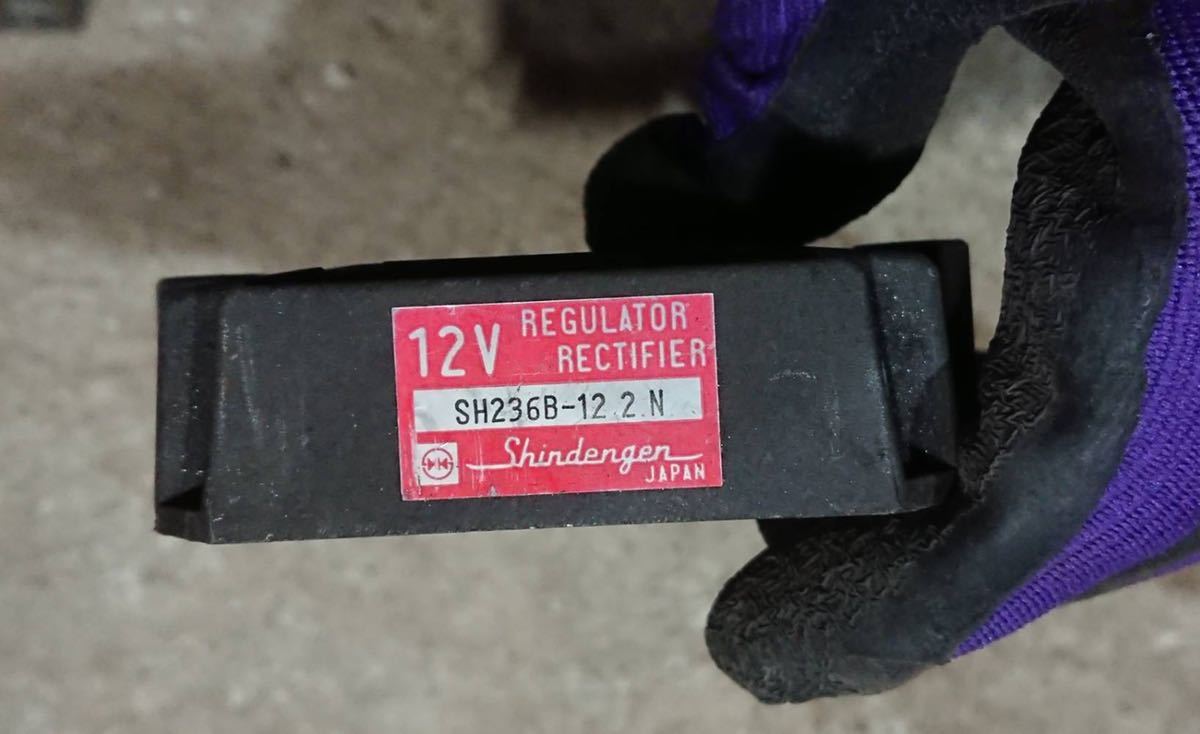 12V REGULATOR
RECTIFIER
SH236B-12 2 N
Shindengen
JAPAN